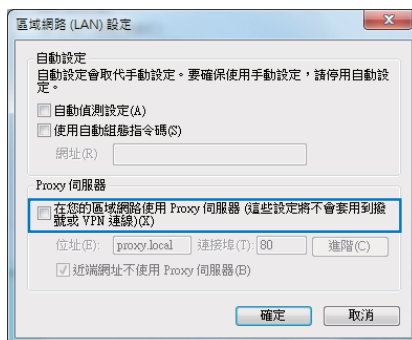 區域網路 (LAN) 設定
自動設定
自動設定會取代手動設定。要確保使用手動設定，請停用自動設
定。
自動偵測設定(A)
使用自動組態指令碼(S)
網址(R)
Proxy 伺服器
在您的區域網路使用 Proxy 伺服器 (這些設定將不會套用到撥
號或 VPN 連線)(X)
位址(E): proxy.local 連接埠(T): 80 進階(C)
近端網址不使用 Proxy 伺服器(B)
確定 取消